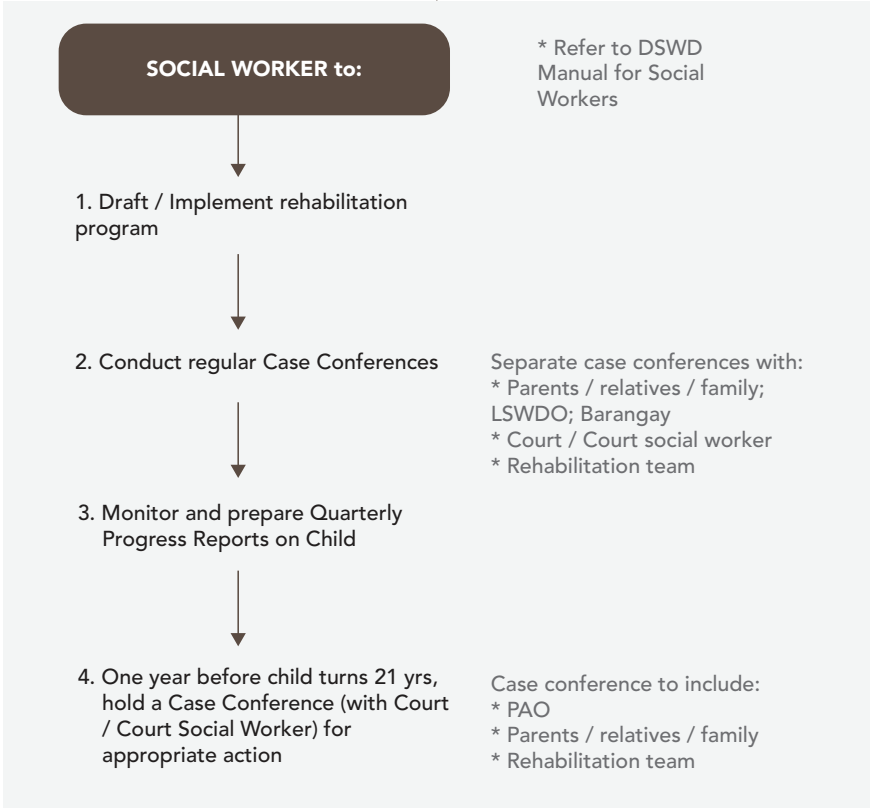 SOCIAL WORKER to:
* Refer to DSWD
Manual for Social
Workers
1. Draft / Implement rehabilitation
program
2. Conduct regular Case Conferences
Separate case conferences with:
* Parents / relatives / family;
LSWDO; Barangay
* Court / Court social worker
* Rehabilitation team
3. Monitor and prepare Quarterly
Progress Reports on Child
4. One year before child turns 21 yrs,
hold a Case Conference (with Court
/ Court Social Worker) for
appropriate action
Case conference to include:
* PAO
* Parents / relatives / family
* Rehabilitation team